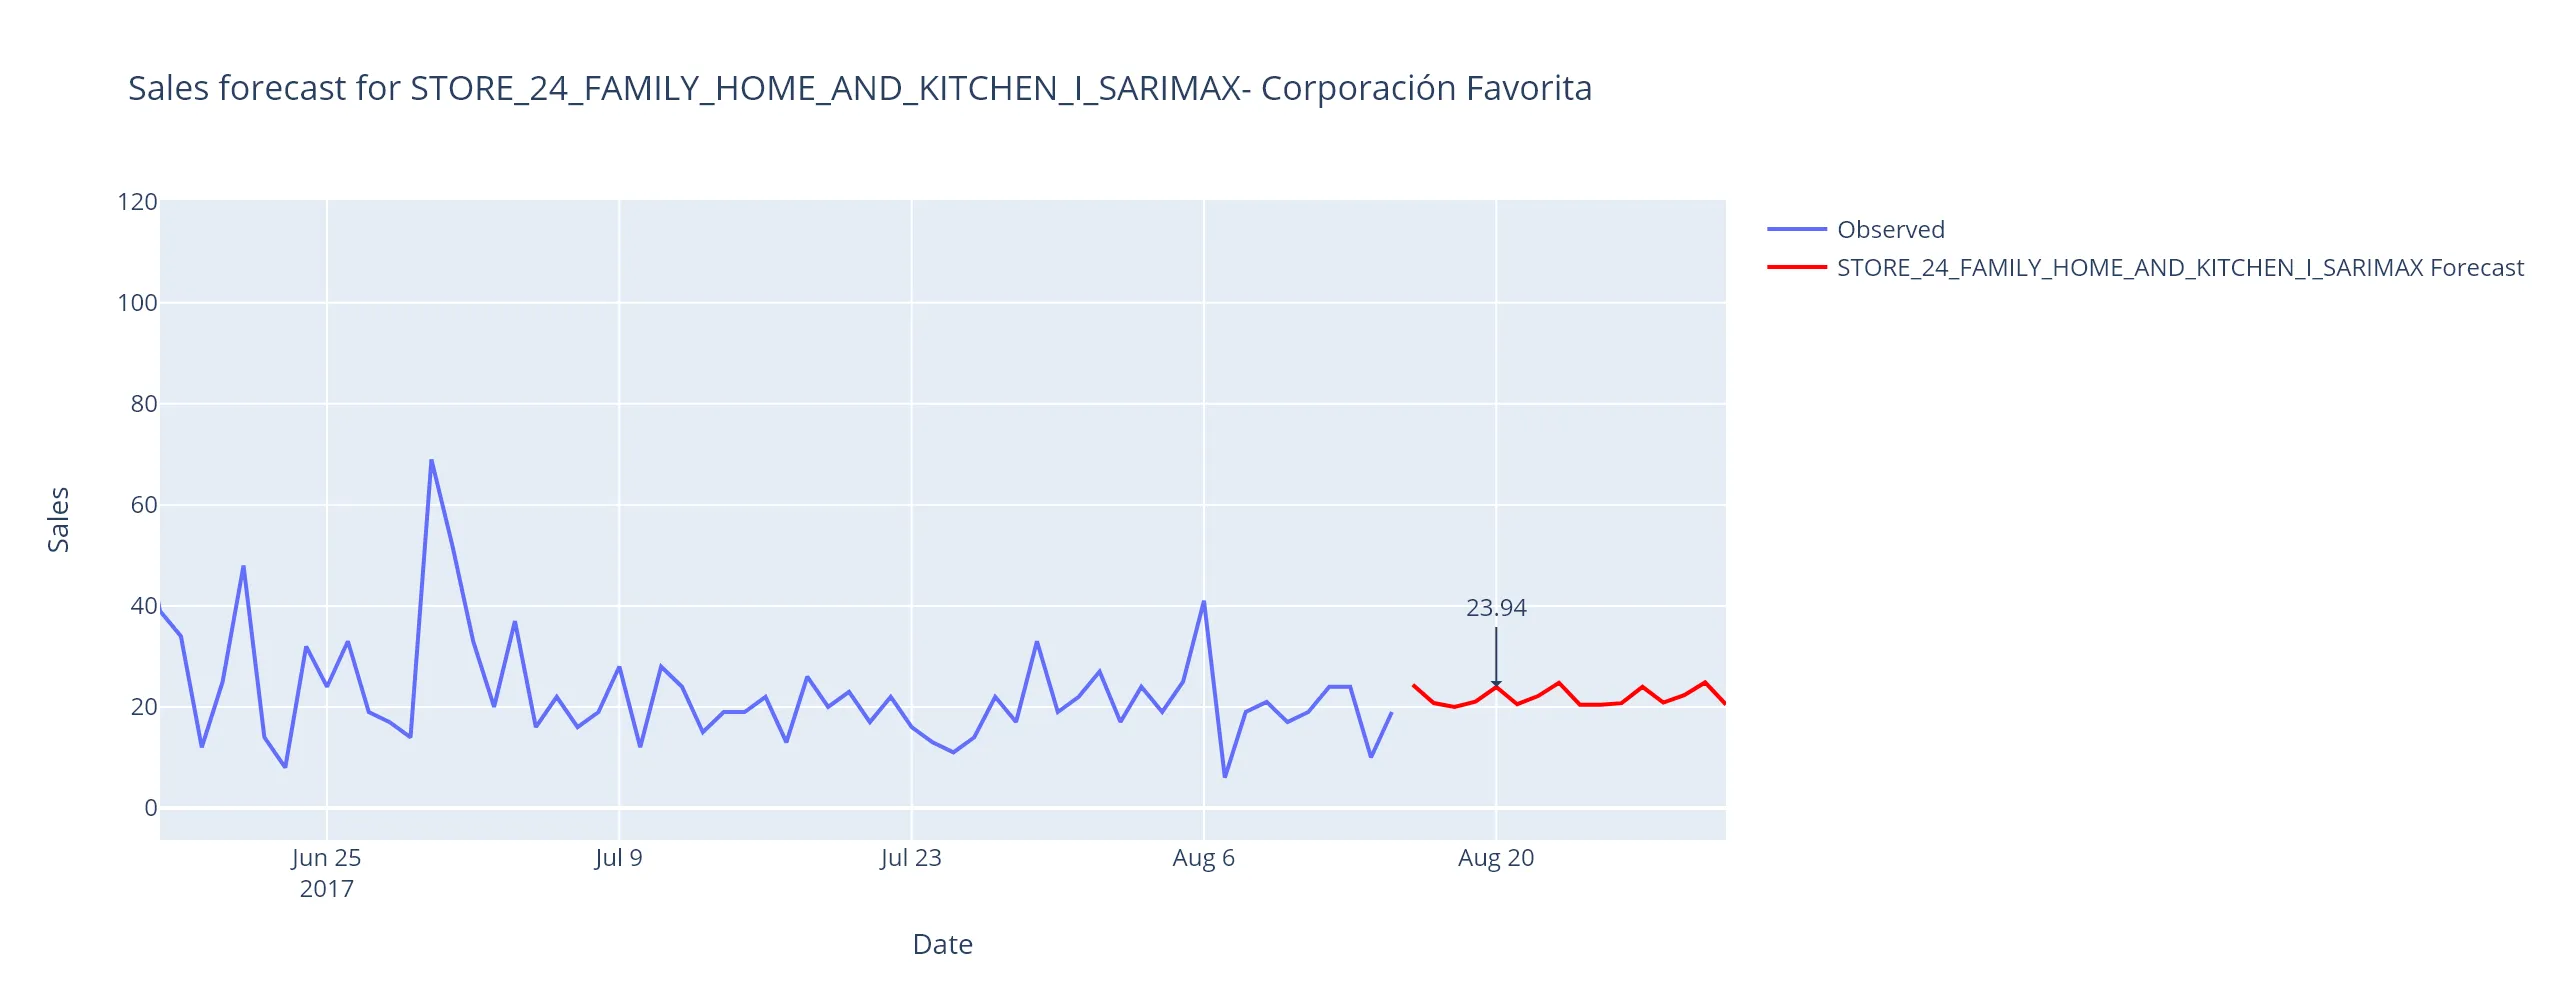 Sales forecast for STORE_24_FAMILY_HOME_AND_KITCHEN_I_SARIMAX- Corporación Favorita
Observed
STORE_24_FAMILY_HOME_AND_KITCHEN_I_SARIMAX Forecast
120
100
80
60
40
20
0
Sales
23.94
Jun 25
2017
Jul 9
Jul 23
Aug 6
Aug 20
Date